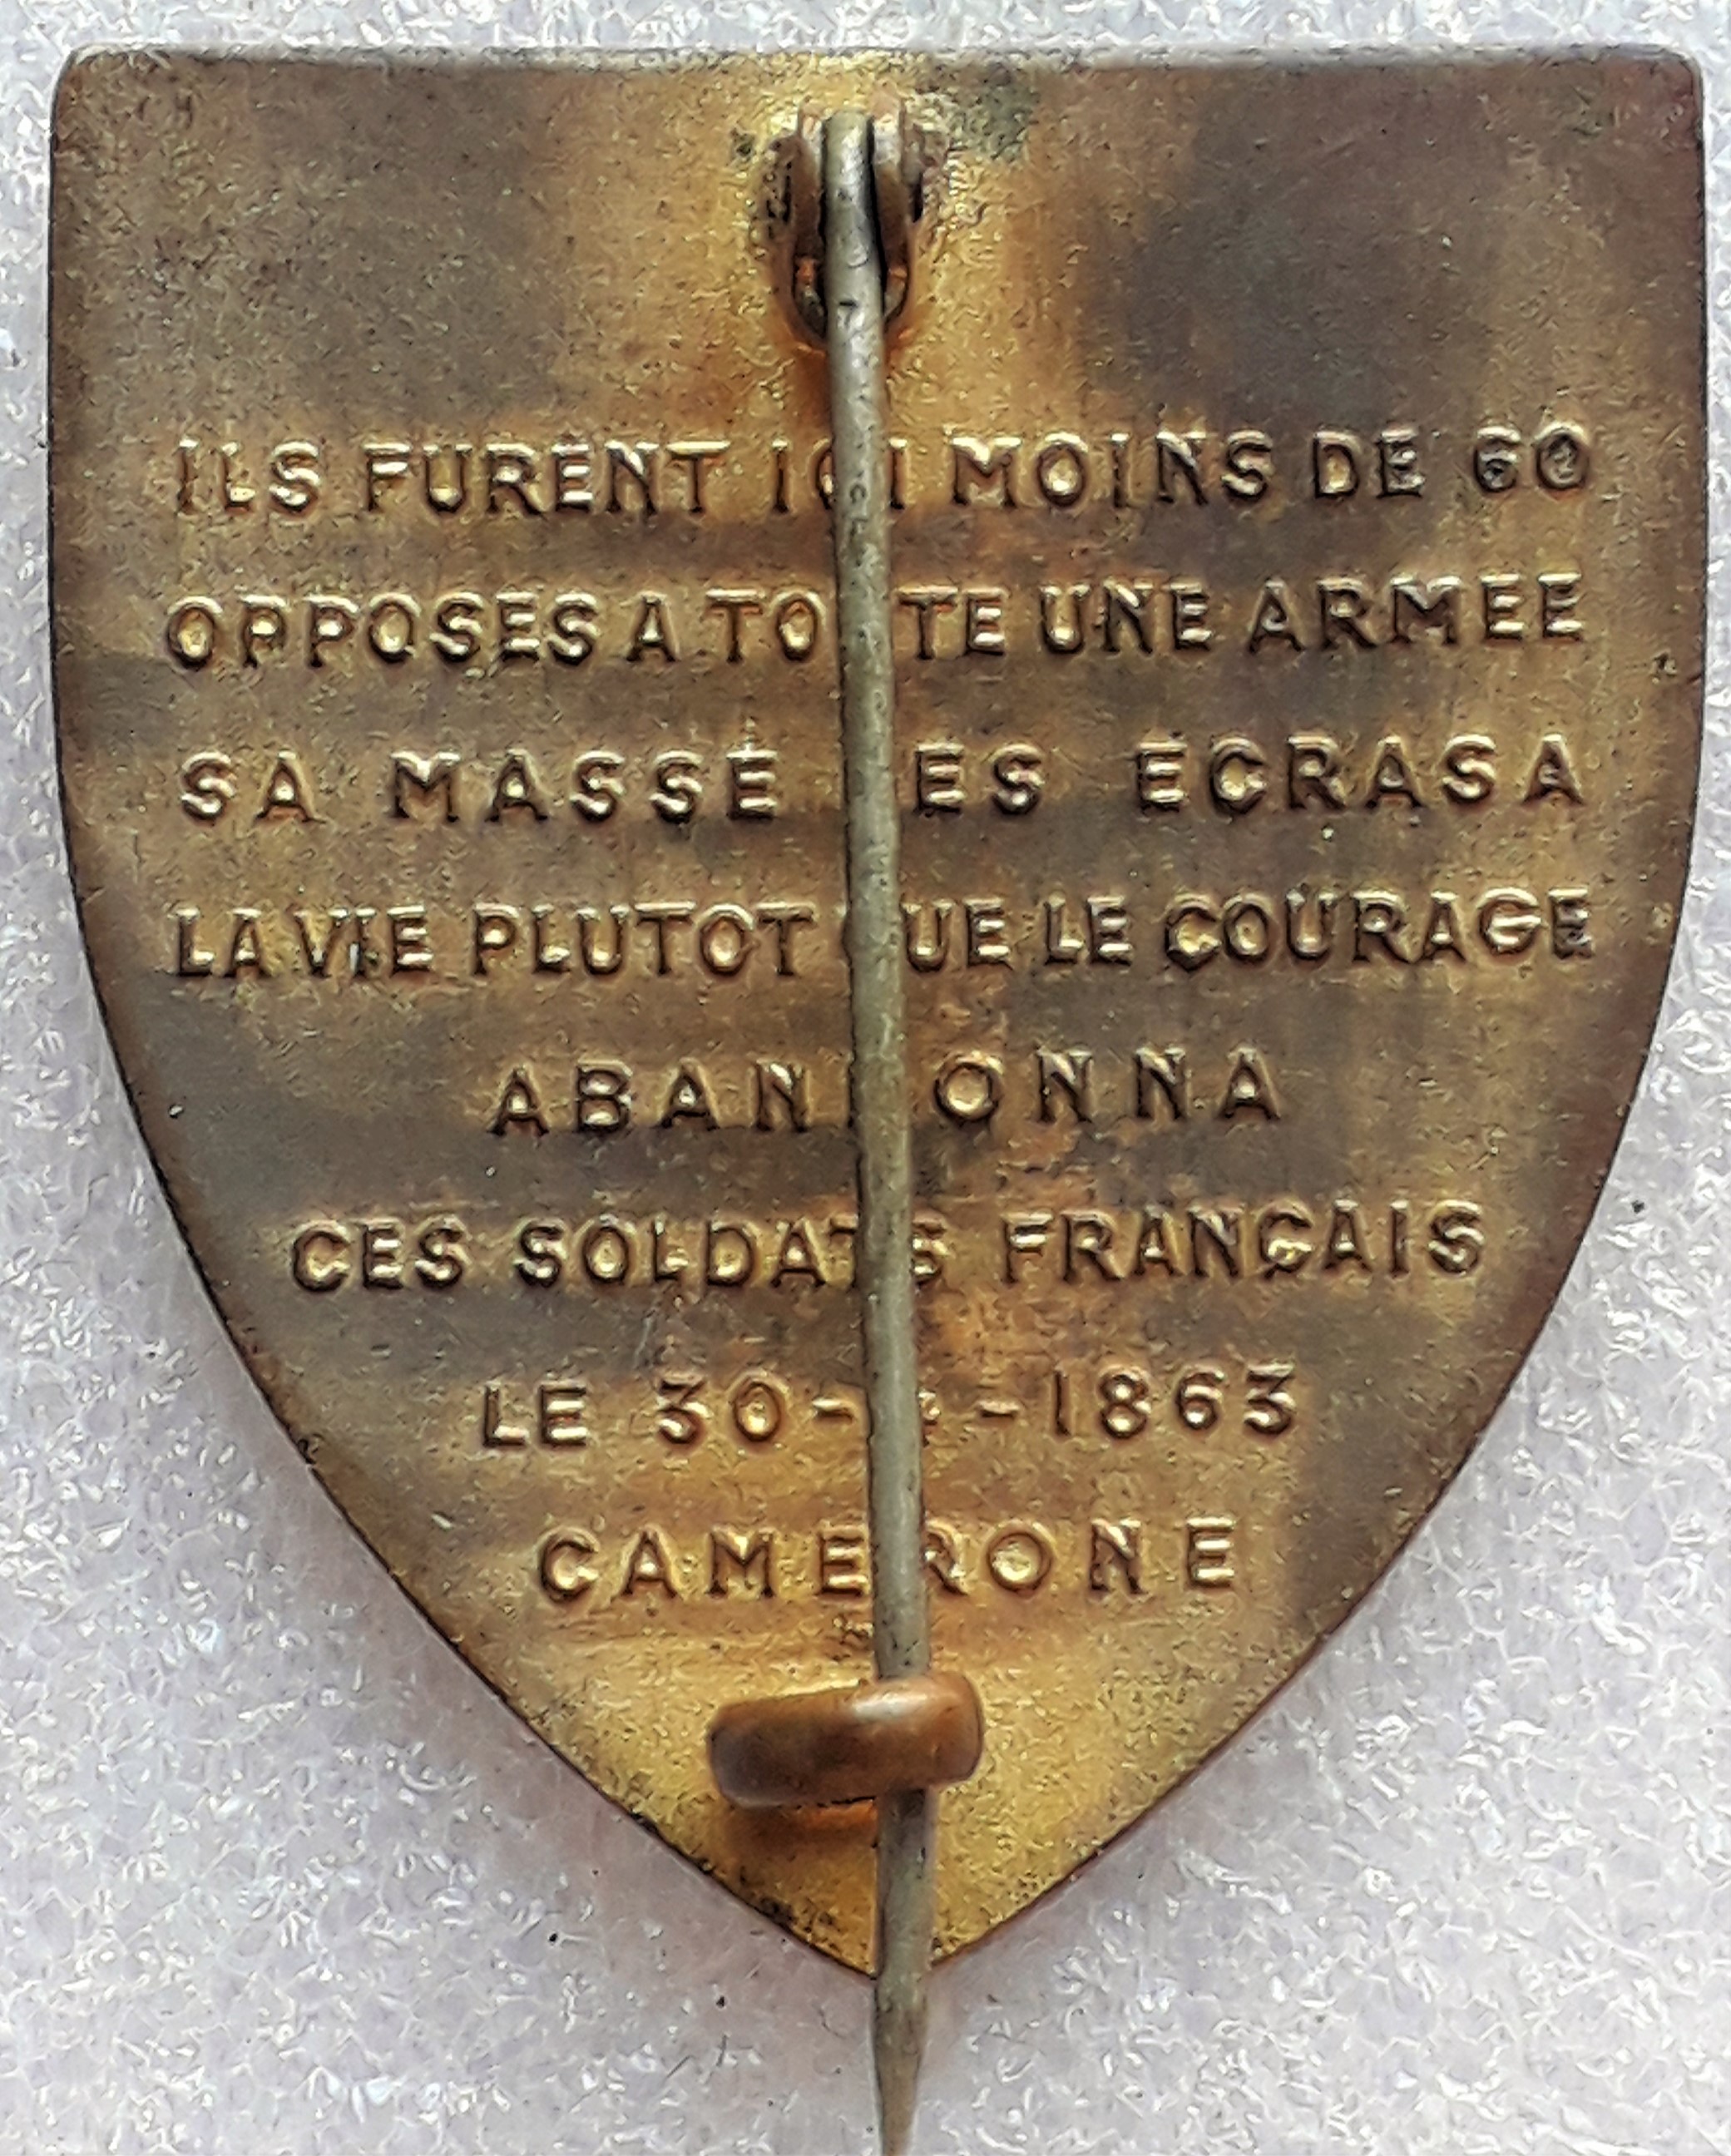 ILS FURENT ICI MOINS DE 60
OPPOSES A TOUTE UNE ARMEE
SA MASSE LES ECRASA
LA VIE PLUTOT QUE LE COURAGE
ABANDONNA
CES SOLDATS FRANÇAIS
LE 30-4-1863
CAMERONE